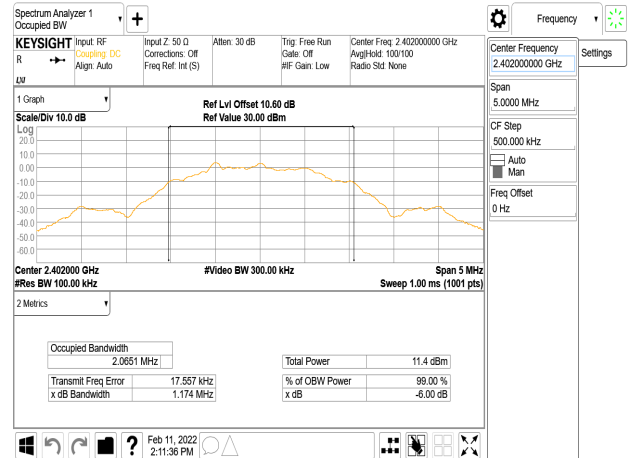 Spectrum Analyzer 1
Occupied BW
Frequency
KEYSIGHT
R
Input: RF
Coupling: DC
Align: Auto
Input Z: 50 Ω
Corrections: Off
Freq Ref: Int (S)
Atten: 30 dB
Trig: Free Run
Gate: Off
#IF Gain: Low
Center Freq: 2.402000000 GHz
Avg|Hold: 100/100
Radio Std: None
Center Frequency
2.402000000 GHz
Settings
Span
5.0000 MHz
CF Step
500.000 kHz
Auto
Man
Freq Offset
0 Hz
1 Graph
Scale/Div 10.0 dB
Ref Lvl Offset 10.60 dB
Ref Value 30.00 dBm
Log
20.0
10.0
0.00
-10.0
-20.0
-30.0
-40.0
-50.0
-60.0
Center 2.402000 GHz
#Res BW 100.00 kHz
#Video BW 300.00 kHz
Span 5 MHz
Sweep 1.00 ms (1001 pts)
2 Metrics
Occupied Bandwidth
2.0651 MHz
Total Power 11.4 dBm
Transmit Freq Error 17.557 kHz
% of OBW Power 99.00 %
x dB Bandwidth 1.174 MHz
x dB -6.00 dB
?
Feb 11, 2022
2:11:36 PM